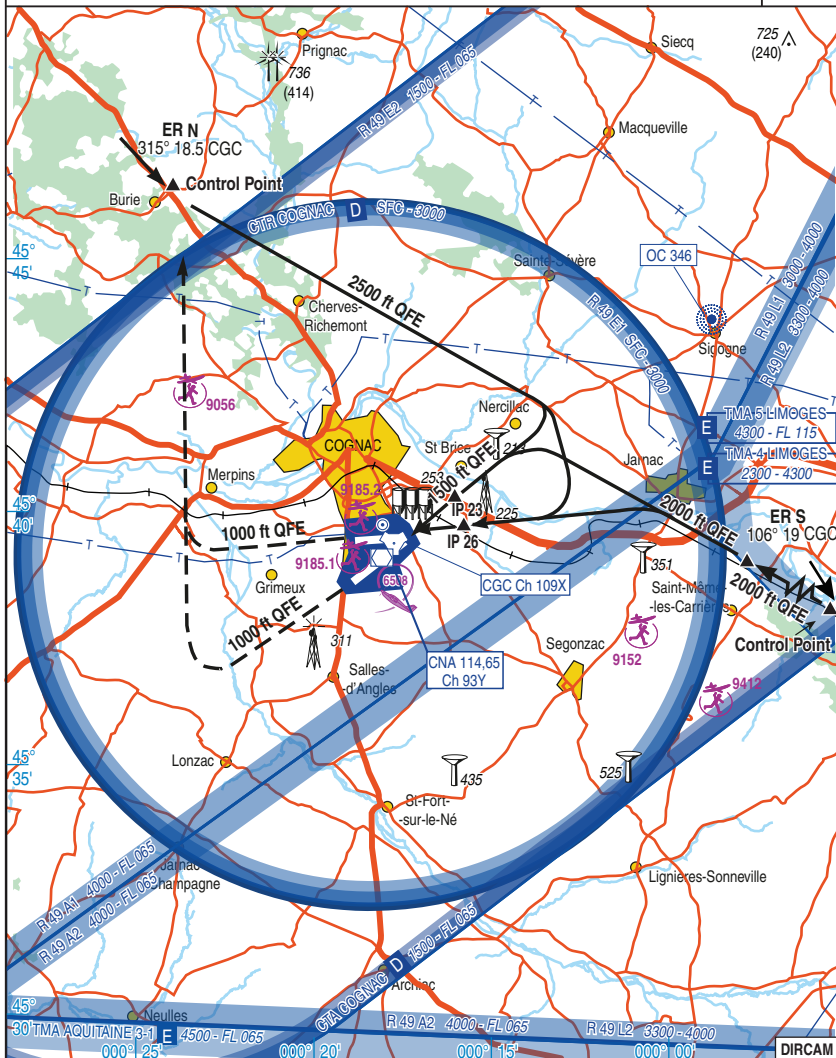 Prignac
736
(414)
Siecq
725
(240)
R 49 E2 1500 - FL 065
Macqueville
ER N
315° 18.5 CGC
Control Point
Burie
CTR COGNAC D SFC - 3000
45°
45'
2500 ft QFE
Sainte-Sévère
OC 346
R 49 L1 3000-4000
R 49 L2 3300-4000
R 49 E1 SFC - 3000
Cherves-
Richemont
Sigogne
9056
Nercillac
E TMA 5 LIMOGES
4300 - FL 115
COGNAC
St Brice
213
Jarnac
E TMA 4 LIMOGES
2300 - 4300
Merpins
253
1500 ft QFE
9185.2
IP 23
225
2000 ft QFE
ER S
106° 19 CGC
45°
40'
1000 ft QFE
IP 26
9185.1
351
Grimeux
6508
CGC Ch 109X
Saint-Même-
-les-Carrières
2000 ft QFE
1000 ft QFE
311
Control Point
Segonzac
9152
CNA 114,65
Ch 93Y
Salles-
-d'Angles
9412
Lonzac
45°
35'
435
525
St-Fort-
-sur-le-Né
Jarnac-
Champagne
Lignieres-Sonneville
R 49 A1 4000 - FL 065
R 49 A2 4000 - FL 065
CTA COGNAC D 1500 - FL 065
Archiac
45°
30'
Neulles
TMA AQUITAINE 3-1 E 4500 - FL 065
R 49 A2 4000 - FL 065
R 49 L2 3300-4000
000° 25'
000° 20'
000° 15'
000° 00'
DIRCAM